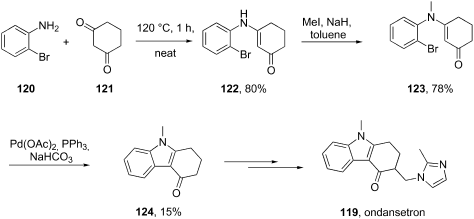 NH2
Br
+
O
O
120 °C, 1 h,
neat
H
N
Br
O
MeI, NaH,
toluene
N
Br
O
120
121
122, 80%
123, 78%
Pd(OAc)2, PPh3,
NaHCO3
N
O
N
O
N
N
124, 15%
119, ondansetron